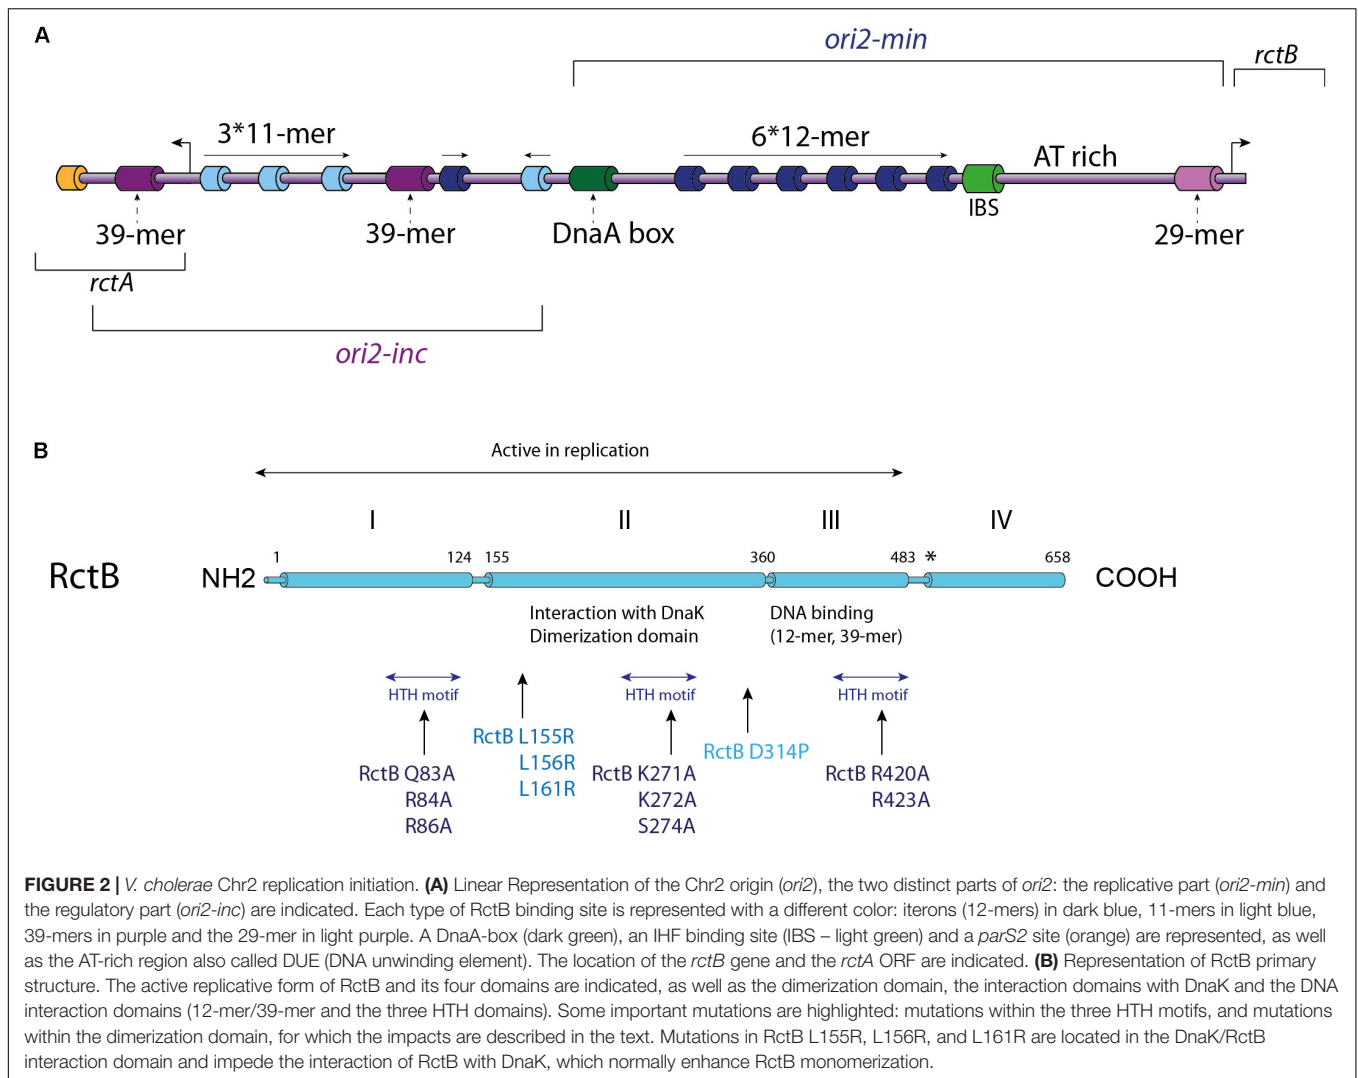 A
ori2-min
rctB
3*11-mer
6*12-mer
AT rich
IBS
39-mer
39-mer
DnaA box
29-mer
rctA
ori2-inc
B
Active in replication
I
II
III
IV
1
124
155
360
483
*
658
RctB
NH2
COOH
Interaction with DnaK
Dimerization domain
DNA binding
(12-mer, 39-mer)
HTH motif
HTH motif
HTH motif
RctB L155R
L156R
L161R
RctB D314P
RctB Q83A
R84A
R86A
RctB K271A
K272A
S274A
RctB R420A
R423A
FIGURE 2 | V. cholerae Chr2 replication initiation. (A) Linear Representation of the Chr2 origin (ori2), the two distinct parts of ori2: the replicative part (ori2-min) and
the regulatory part (ori2-inc) are indicated. Each type of RctB binding site is represented with a different color: iterons (12-mers) in dark blue, 11-mers in light blue,
39-mers in purple and the 29-mer in light purple. A DnaA-box (dark green), an IHF binding site (IBS – light green) and a parS2 site (orange) are represented, as well
as the AT-rich region also called DUE (DNA unwinding element). The location of the rctB gene and the rctA ORF are indicated. (B) Representation of RctB primary
structure. The active replicative form of RctB and its four domains are indicated, as well as the dimerization domain, the interaction domains with DnaK and the DNA
interaction domains (12-mer/39-mer and the three HTH domains). Some important mutations are highlighted: mutations within the three HTH motifs, and mutations
within the dimerization domain, for which the impacts are described in the text. Mutations in RctB L155R, L156R, and L161R are located in the DnaK/RctB
interaction domain and impede the interaction of RctB with DnaK, which normally enhance RctB monomerization.